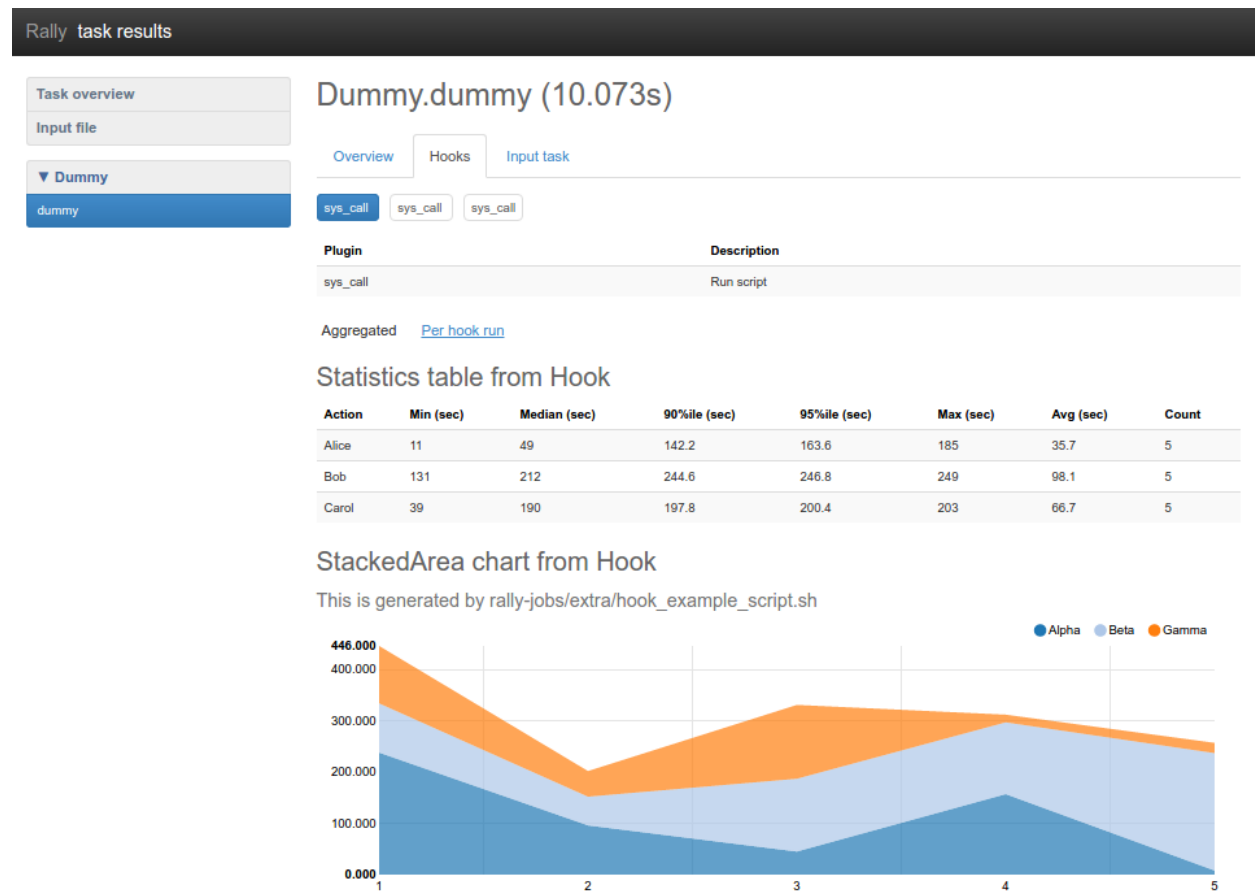 Rally task results
Task overview
Input file
▼ Dummy
dummy
Dummy.dummy (10.073s)
Overview Hooks Input task
sys_call sys_call sys_call
Plugin Description
sys_call Run script
Aggregated Per hook run
Statistics table from Hook
Action Min (sec) Median (sec) 90%ile (sec) 95%ile (sec) Max (sec) Avg (sec) Count
Alice 11 49 142.2 163.6 185 35.7 5
Bob 131 212 244.6 246.8 249 98.1 5
Carol 39 190 197.8 200.4 203 66.7 5
StackedArea chart from Hook
This is generated by rally-jobs/extra/hook_example_script.sh
Alpha Beta Gamma
446.000
400.000
300.000
200.000
100.000
0.000
1 2 3 4 5